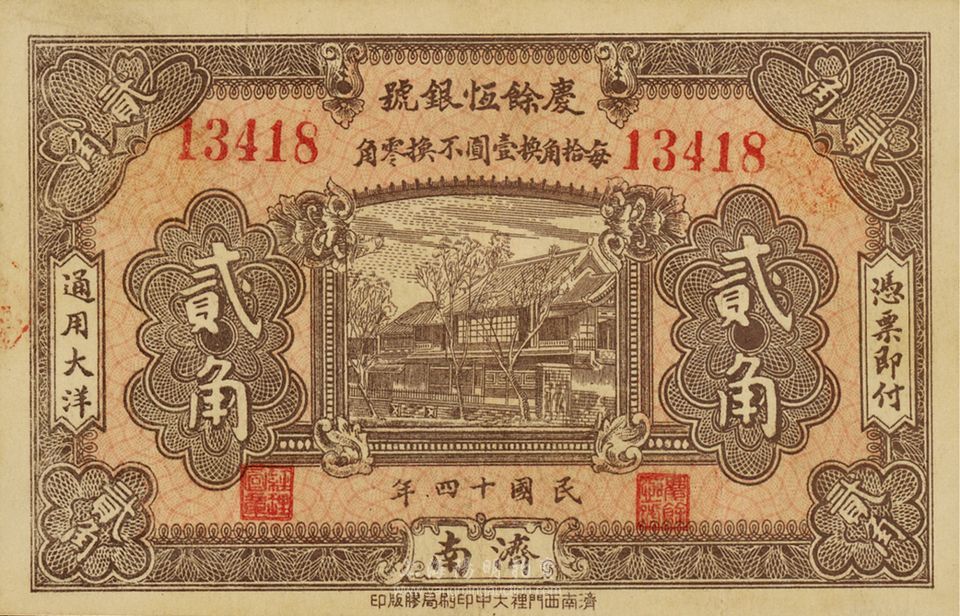 慶餘恆銀號
每拾角換壹圓不換零角
13418
13418
貳角
貳角
憑票即付
貳角
貳角
通用大洋
民國十四年
貳角
貳角
濟南
濟南西門裡大中印刷局膠版印